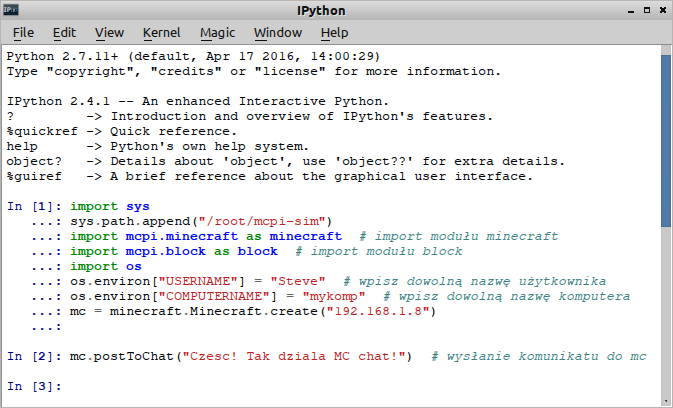 IPython
File Edit View Kernel Magic Window Help
Python 2.7.11+ (default, Apr 17 2016, 14:00:29)
Type "copyright", "credits" or "license" for more information.
IPython 2.4.1 -- An enhanced Interactive Python.
? -> Introduction and overview of IPython's features.
%quickref -> Quick reference.
help -> Python's own help system.
object? -> Details about 'object', use 'object??' for extra details.
%guiref -> A brief reference about the graphical user interface.
In [1]: import sys
...: sys.path.append("/root/mcpi-sim")
...: import mcpi.minecraft as minecraft # import modułu minecraft
...: import mcpi.block as block # import modułu block
...: import os
...: os.environ["USERNAME"] = "Steve" # wpisz dowolną nazwę użytkownika
...: os.environ["COMPUTERNAME"] = "mykomp" # wpisz dowolną nazwę komputera
...: mc = minecraft.Minecraft.create("192.168.1.8")
...:
In [2]: mc.postToChat("Czesc! Tak dziala MC chat!") # wysłanie komunikatu do mc
In [3]: